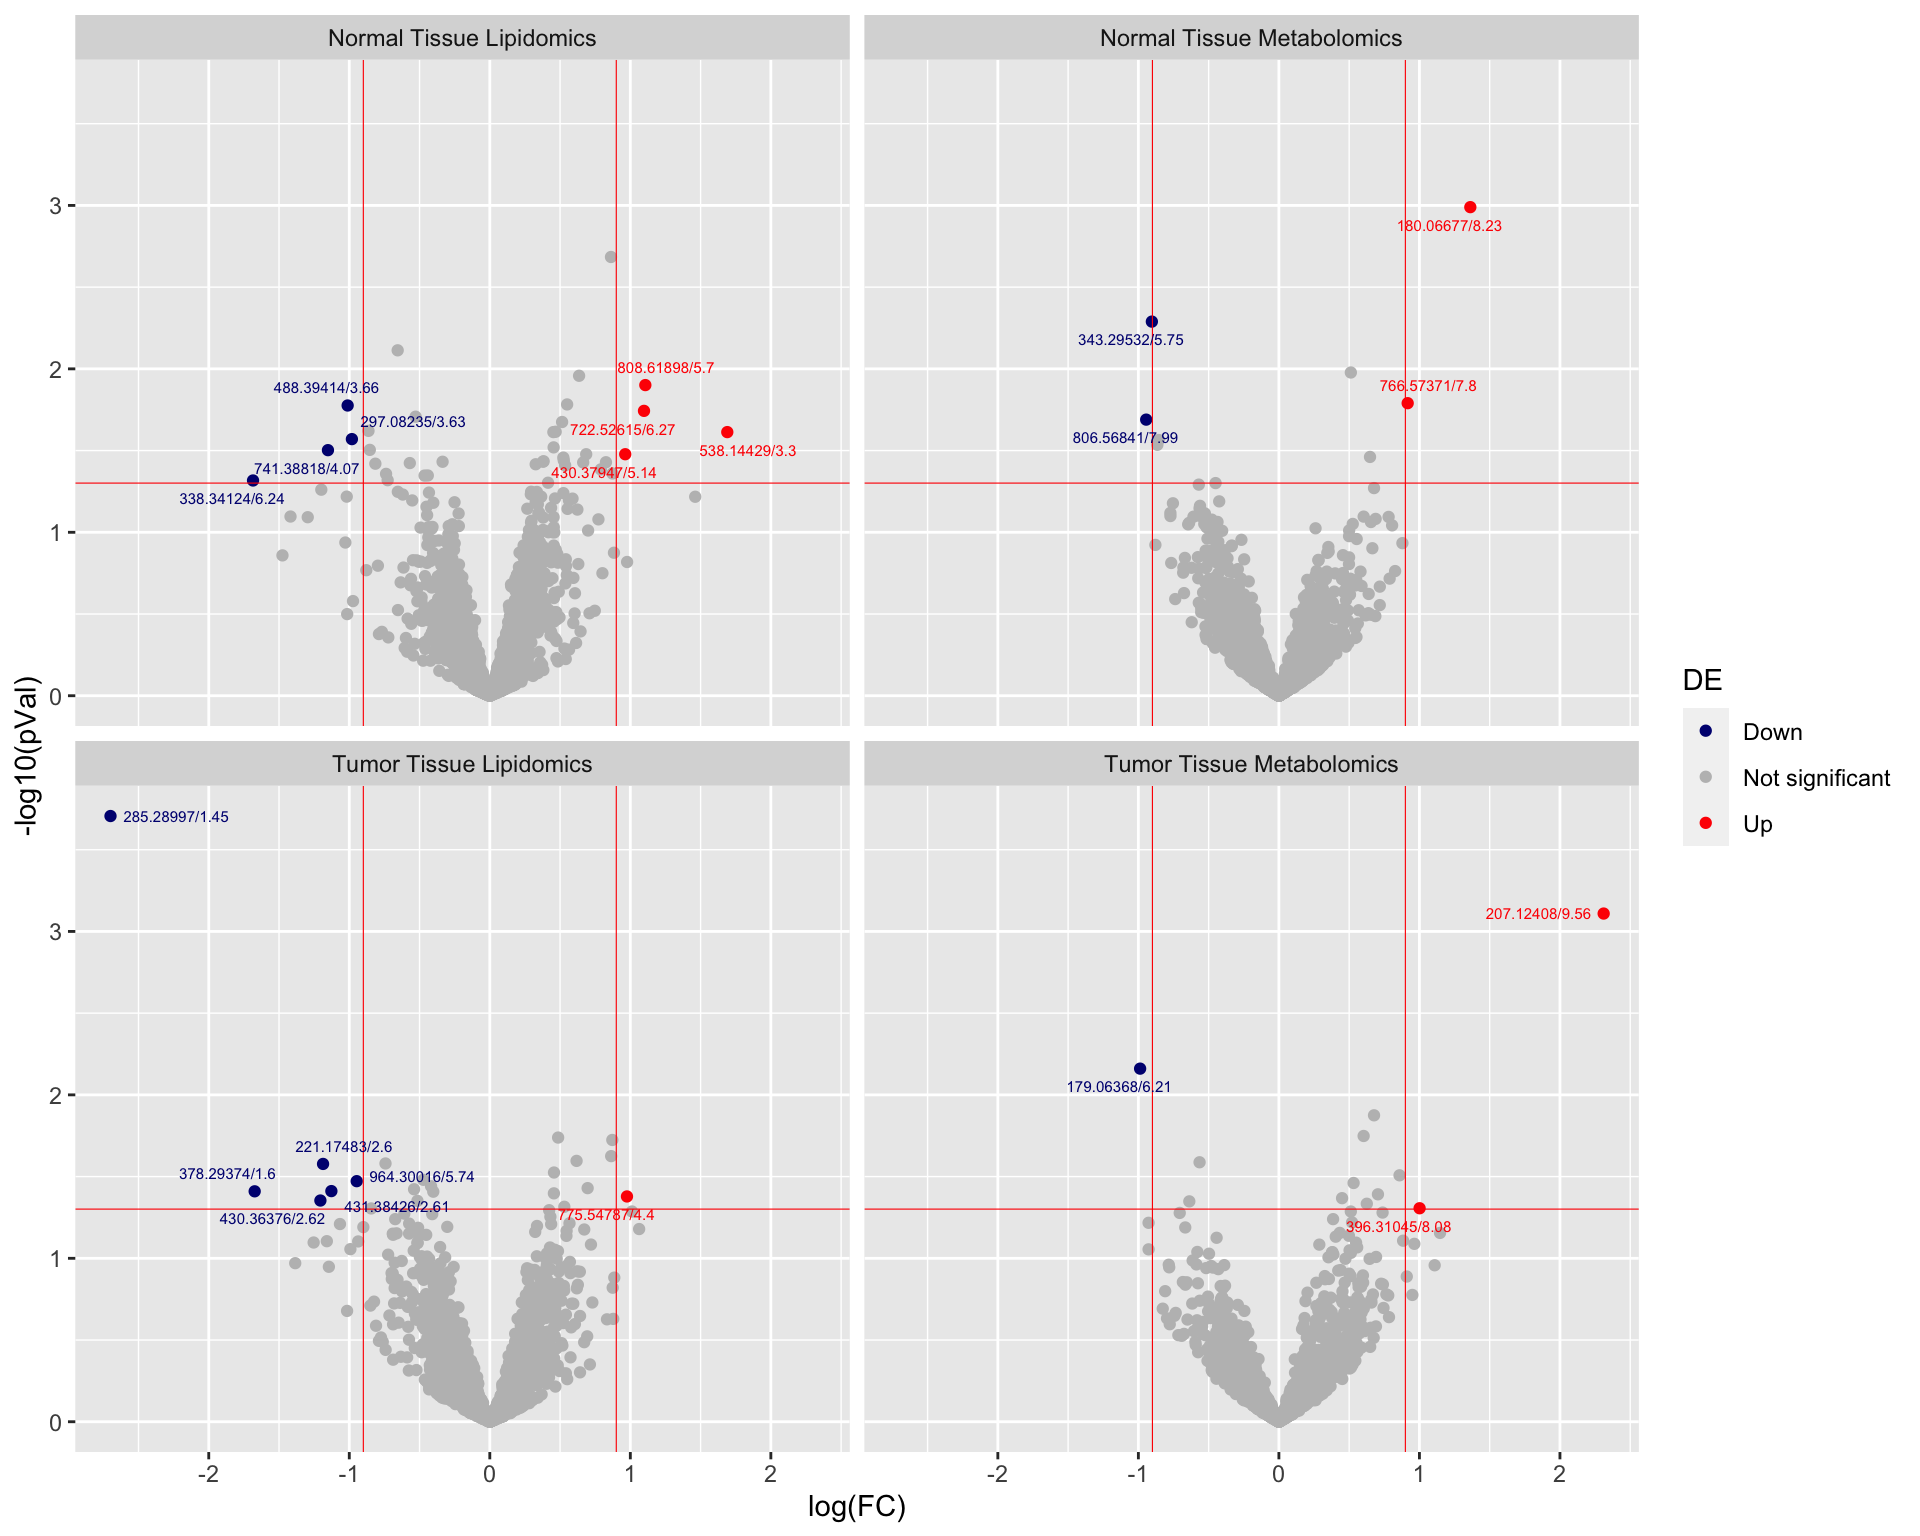 Normal Tissue Lipidomics
Normal Tissue Metabolomics
3
2
1
0
808.61898/5.7
488.39414/3.66
297.08235/3.63
722.52615/6.27
538.14429/3.3
741.38818/4.07
430.37947/5.14
338.34124/6.24
180.06677/8.23
343.29532/5.75
766.57371/7.8
806.56841/7.99
-log10(pVal)
Tumor Tissue Lipidomics
Tumor Tissue Metabolomics
3
2
1
0
285.28997/1.45
221.17483/2.6
378.29374/1.6
964.30016/5.74
431.38426/2.61
430.36376/2.62
775.54787/4.4
207.12408/9.56
179.06368/6.21
396.31045/8.08
-2 -1 0 1 2
-2 -1 0 1 2
log(FC)
DE
Down
Not significant
Up